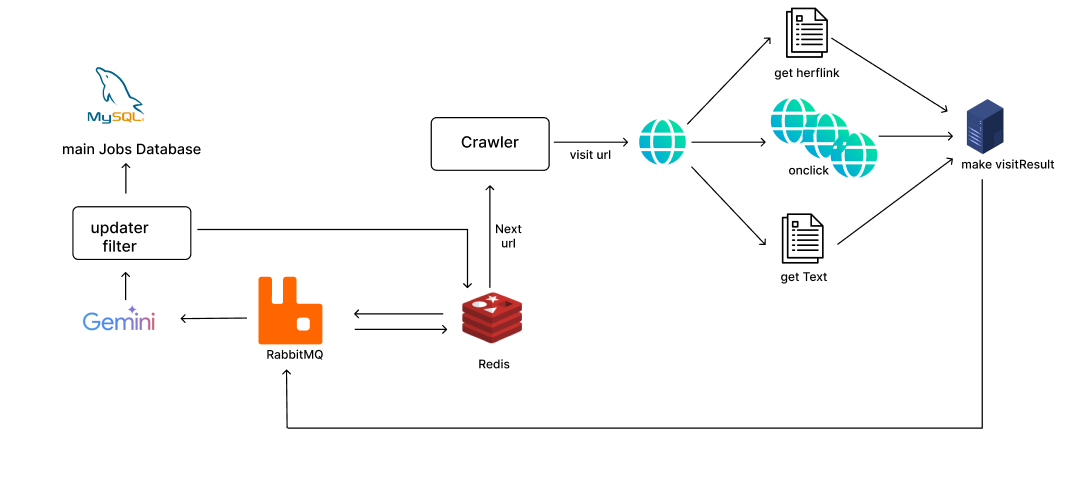 get herflink
MySQL
main Jobs Database
Crawler
visit url
onclick
make visitResult
updater
filter
Next
url
get Text
Gemini
RabbitMQ
Redis